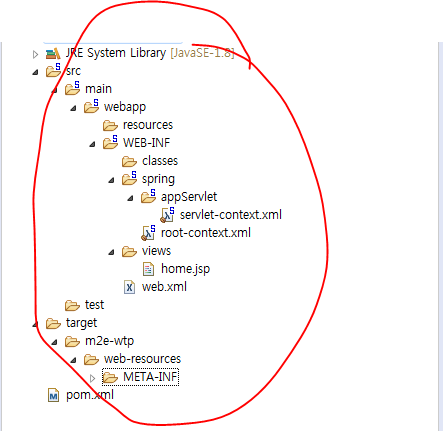 JRE System Library [JavaSE-1.8]
src
main
webapp
resources
WEB-INF
classes
spring
appServlet
servlet-context.xml
root-context.xml
views
home.jsp
web.xml
test
target
m2e-wtp
web-resources
META-INF
pom.xml